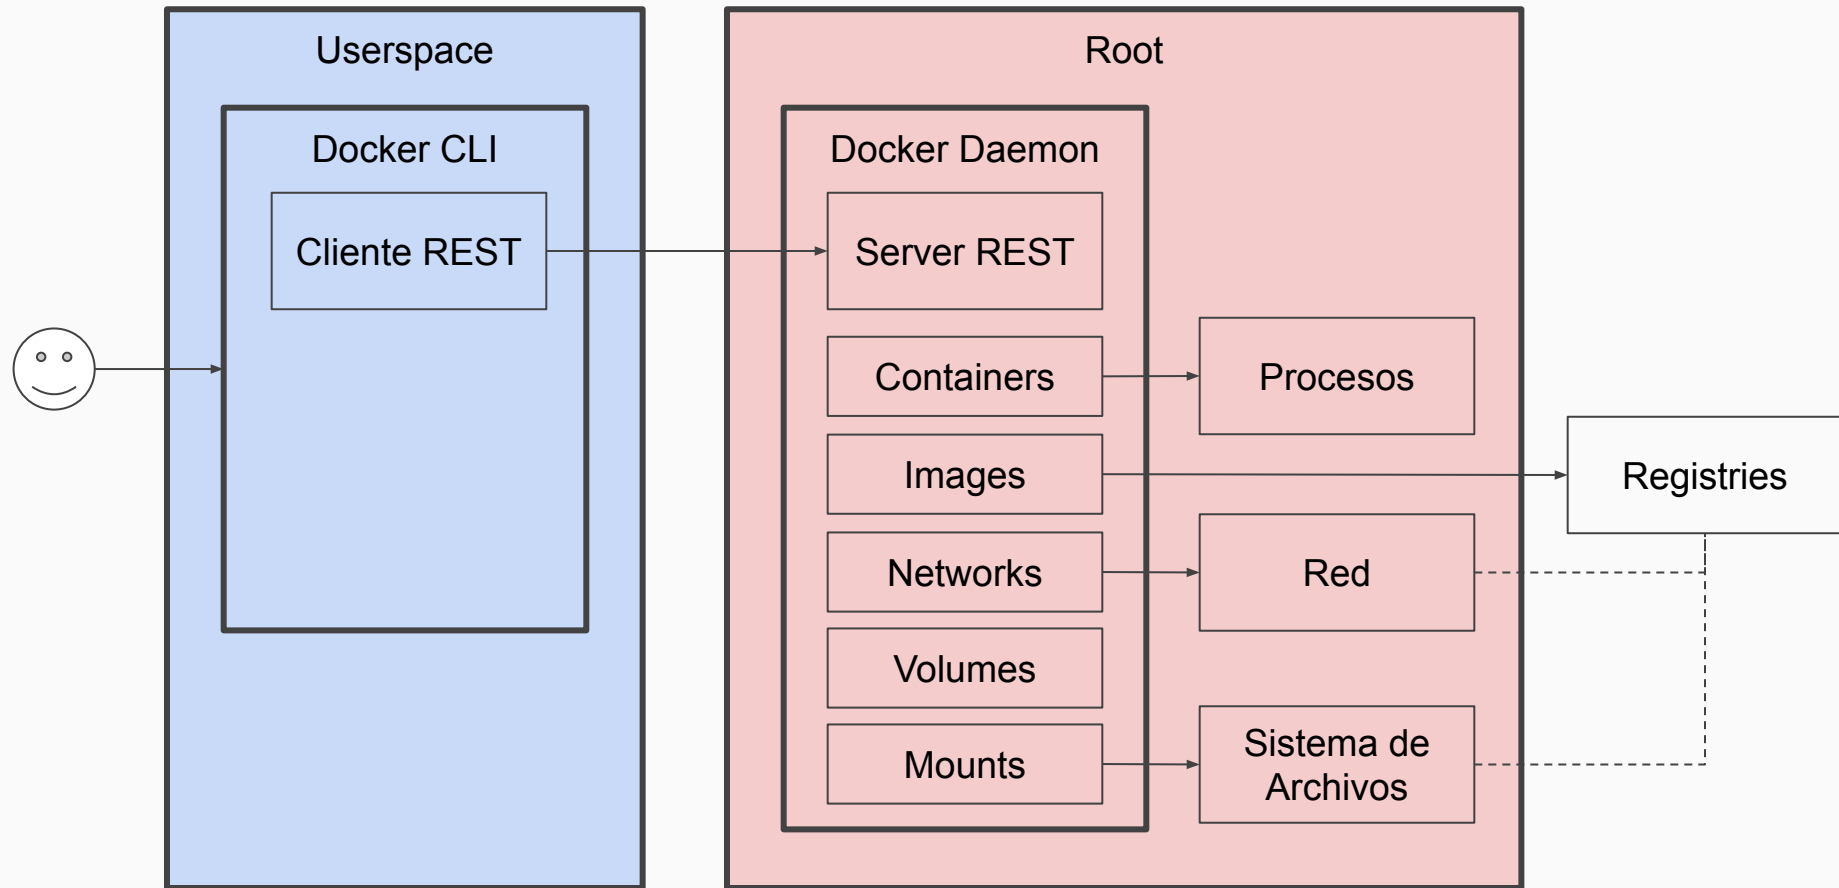 Userspace
Docker CLI
Cliente REST
Root
Docker Daemon
Server REST
Containers
Images
Networks
Volumes
Mounts
Procesos
Red
Sistema de
Archivos
Registries